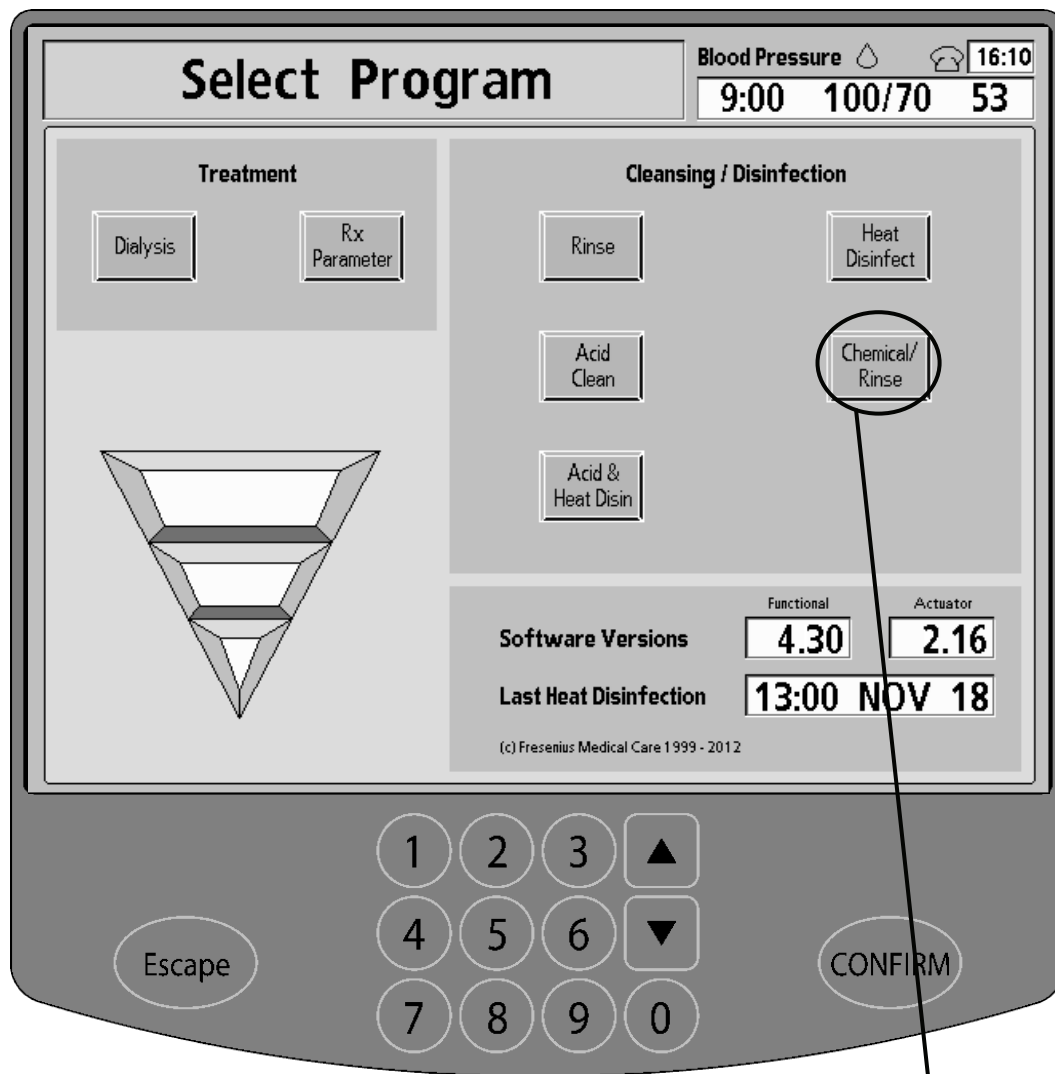 Select Program
Blood Pressure 16:10
9:00 100/70 53
Treatment
Dialysis
Rx
Parameter
Cleansing / Disinfection
Rinse
Heat
Disinfect
Acid
Clean
Chemical/
Rinse
Acid &
Heat Disin
Functional Actuator
Software Versions 4.30 2.16
Last Heat Disinfection 13:00 NOV 18
(c) Fresenius Medical Care 1999 - 2012
1 2 3
4 5 6
Escape CONFIRM
7 8 9 0